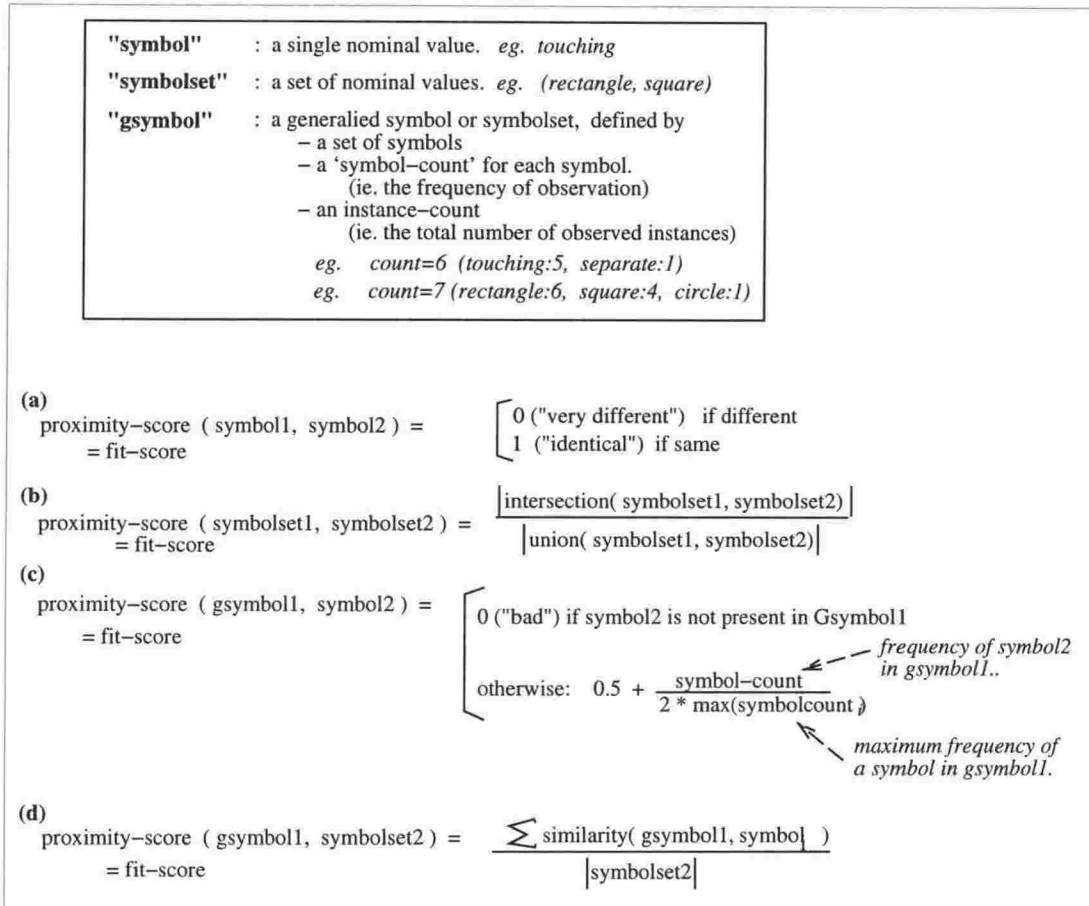 "symbol" : a single nominal value. eg. touching
"symbolset" : a set of nominal values. eg. (rectangle, square)
"gsymbol" : a generalied symbol or symbolset, defined by
– a set of symbols
– a ‘symbol–count’ for each symbol.
(ie. the frequency of observation)
– an instance–count
(ie. the total number of observed instances)
eg. count=6 (touching:5, separate:1)
eg. count=7 (rectangle:6, square:4, circle:1)
(a)
proximity–score ( symbol1, symbol2 ) = 0 ("very different") if different
= fit–score 1 ("identical") if same
(b)
proximity–score ( symbolset1, symbolset2 ) = |intersection( symbolset1, symbolset2)|
= fit–score |union( symbolset1, symbolset2)|
(c)
proximity–score ( gsymbol1, symbol2 ) =
= fit–score 0 ("bad") if symbol2 is not present in Gsymbol1
frequency of symbol2
in gsymbol1..
otherwise: 0.5 + symbol–count
2 * max(symbolcount )
maximum frequency of
a symbol in gsymbol1.
(d)
proximity–score ( gsymbol1, symbolset2 ) = ∑ similarity( gsymbol1, symbol )
= fit–score |symbolset2|